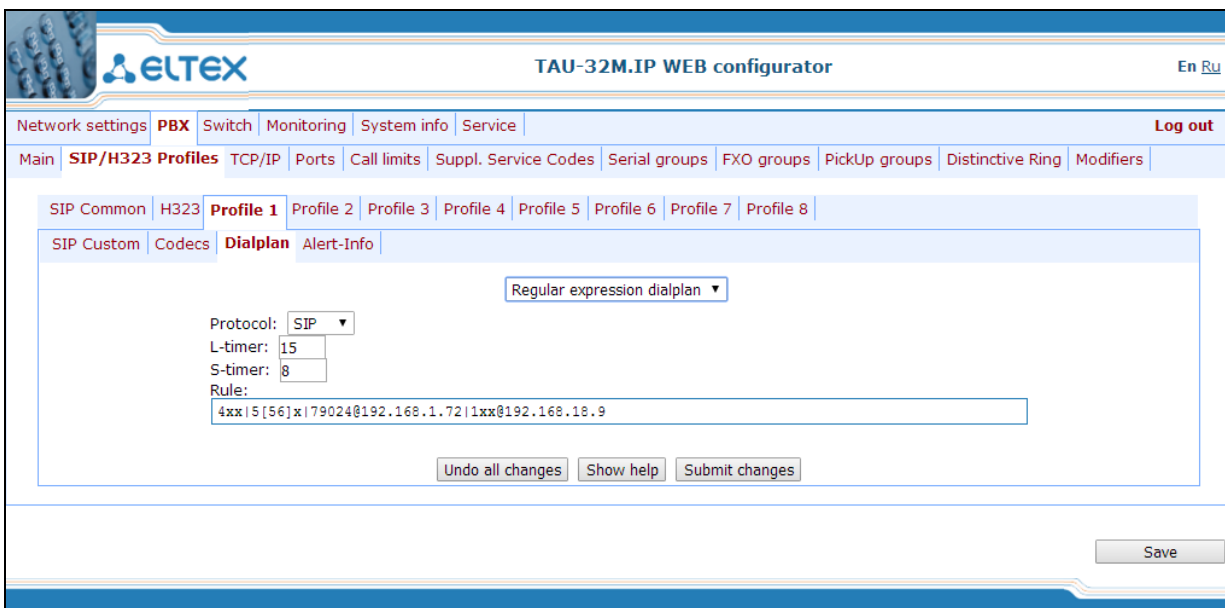 ELTEX TAU-32M.IP WEB configurator En Ru
Network settings PBX Switch Monitoring System info Service Log out
Main SIP/H323 Profiles TCP/IP Ports Call limits Suppl. Service Codes Serial groups FXO groups PickUp groups Distinctive Ring Modifiers
SIP Common H323 Profile 1 Profile 2 Profile 3 Profile 4 Profile 5 Profile 6 Profile 7 Profile 8
SIP Custom Codecs Dialplan Alert-Info
Regular expression dialplan
Protocol: SIP
L-timer: 15
S-timer: 8
Rule:
4xx|5[56]x|79024@192.168.1.72|1xx@192.168.18.9
Undo all changes Show help Submit changes
Save